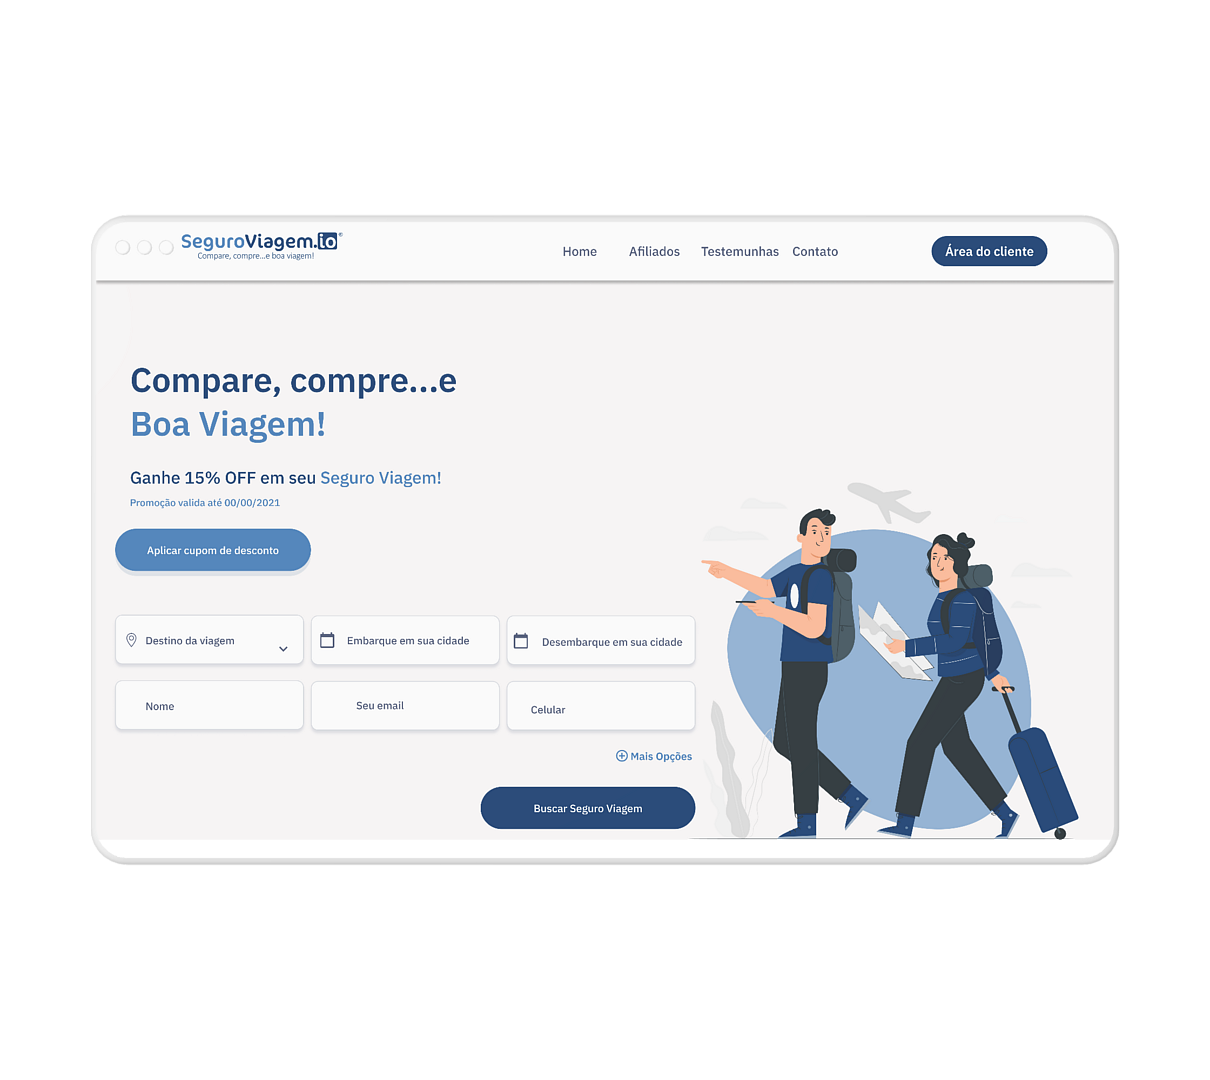 SeguroViagem.io®
Compare, compre...e boa viagem!
Home Afiliados Testemunhas Contato
Área do cliente
Compare, compre...e
Boa Viagem!
Ganhe 15% OFF em seu Seguro Viagem!
Promoção valida até 00/00/2021
Aplicar cupom de desconto
Destino da viagem
Embarque em sua cidade
Desembarque em sua cidade
Nome
Seu email
Celular
Mais Opções
Buscar Seguro Viagem